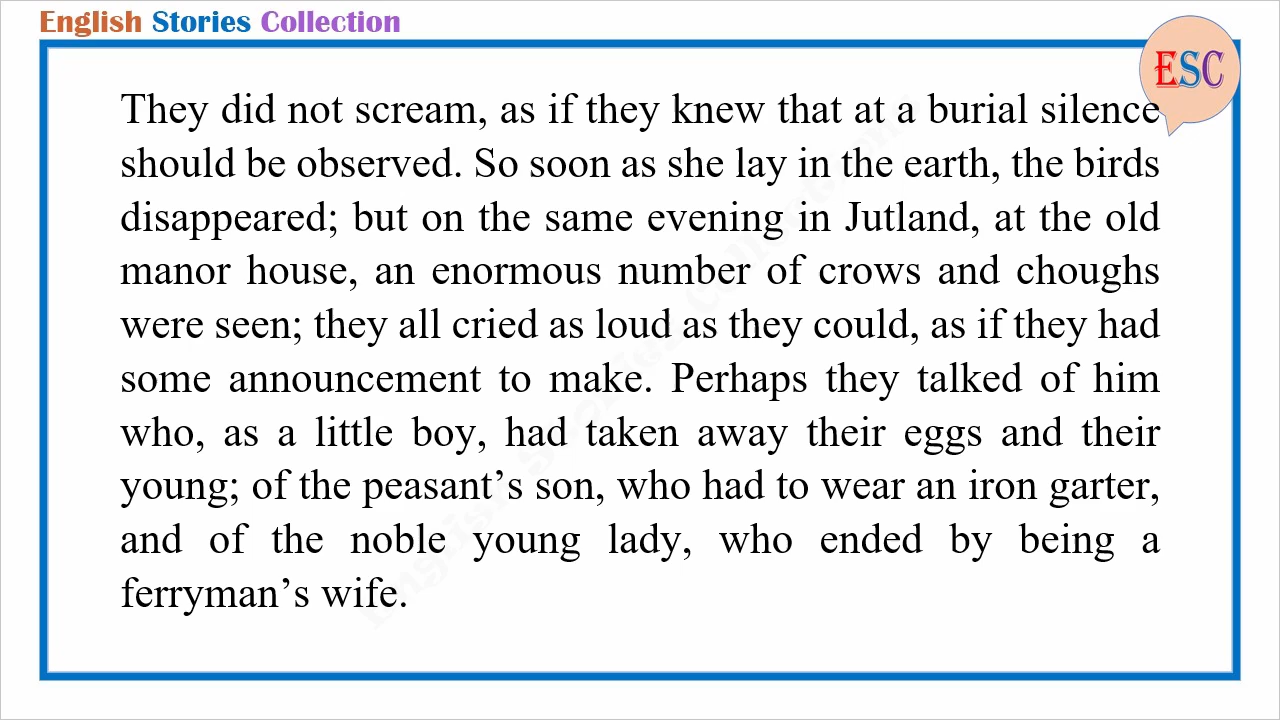 English Stories Collection
ESC
They did not scream, as if they knew that at a burial silence
should be observed. So soon as she lay in the earth, the birds
disappeared; but on the same evening in Jutland, at the old
manor house, an enormous number of crows and choughs
were seen; they all cried as loud as they could, as if they had
some announcement to make. Perhaps they talked of him
who, as a little boy, had taken away their eggs and their
young; of the peasant’s son, who had to wear an iron garter,
and of the noble young lady, who ended by being a
ferryman’s wife.
English Stories Collection